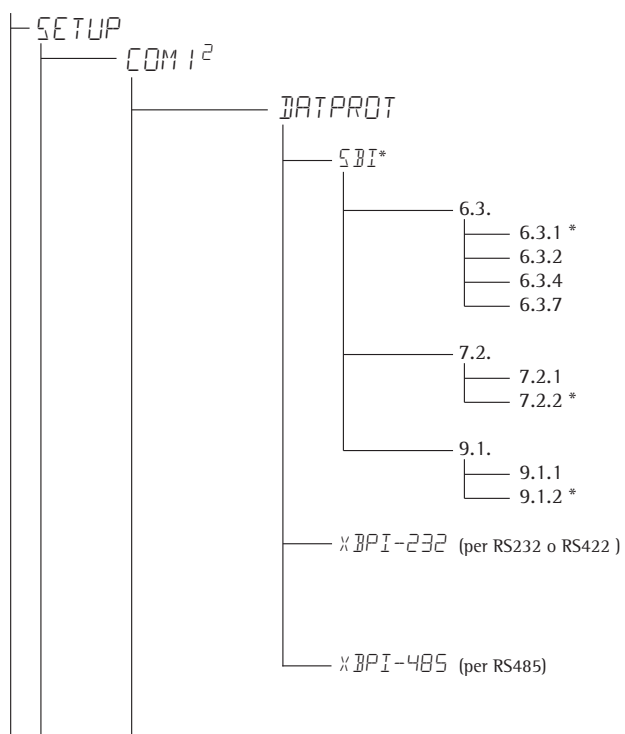 SETUP
COM1²
DATPROT
SBI*
6.3.
6.3.1 *
6.3.2
6.3.4
6.3.7
7.2.
7.2.1
7.2.2 *
9.1.
9.1.1
9.1.2 *
XBPI-232 (per RS232 o RS422 )
XBPI-485 (per RS485)